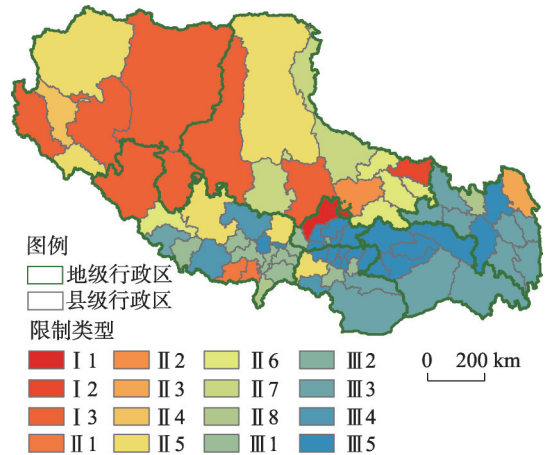 图例
地级行政区
县级行政区
限制类型
Ⅰ1 Ⅱ2 Ⅱ6 Ⅲ2
Ⅰ2 Ⅱ3 Ⅱ7 Ⅲ3
Ⅰ3 Ⅱ4 Ⅱ8 Ⅲ4
Ⅱ1 Ⅱ5 Ⅲ1 Ⅲ5
0 200 km